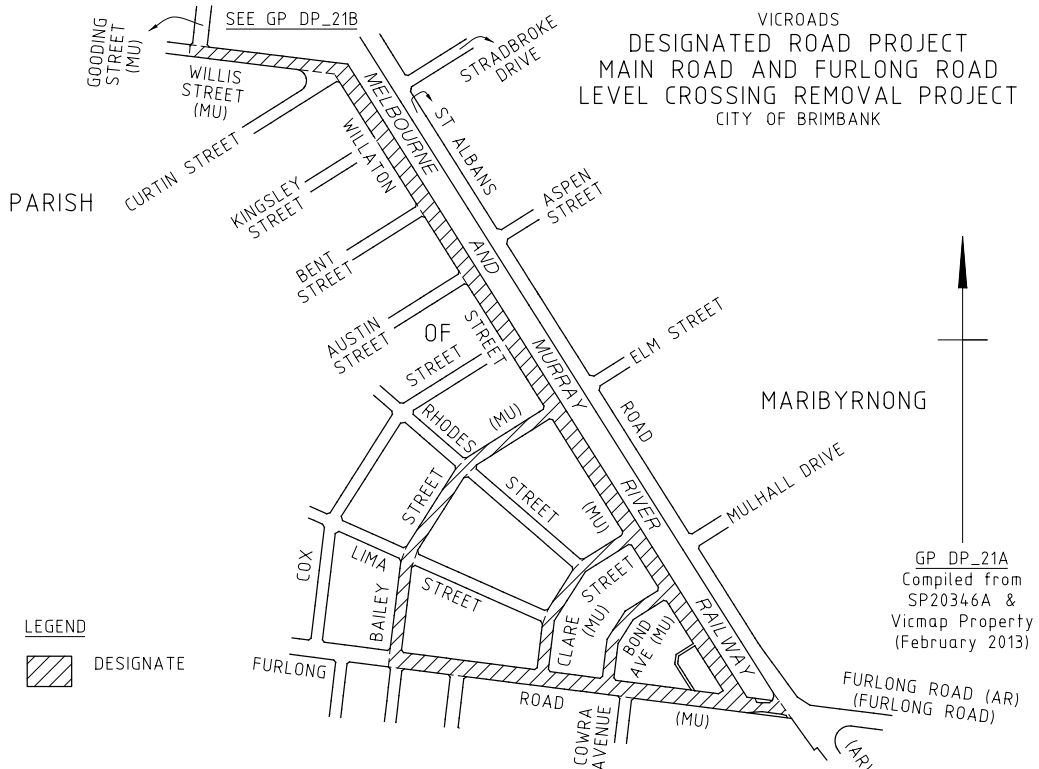 VICROADS
DESIGNATED ROAD PROJECT
MAIN ROAD AND FURLONG ROAD
LEVEL CROSSING REMOVAL PROJECT
CITY OF BRIMBANK
SEE GP DP_21B
GOODING
STREET
(MU)
WILLIS
STREET
(MU)
STRADBROKE
DRIVE
MELBOURNE
AND
MURRAY
RIVER
RAILWAY
ST ALBANS
ROAD
WILLATON
STREET
(MU)
CURTIN STREET
PARISH
KINGSLEY
STREET
ASPEN
STREET
BENT
STREET
AUSTIN
STREET
OF
STREET
(MU)
ELM STREET
MARIBYRNONG
RHODES
STREET
STREET
MULHALL DRIVE
COX
LIMA
STREET
BAILEY
CLARE
STREET
(MU)
BOND
AVE (MU)
GP DP_21A
Compiled from
SP20346A &
Vicmap Property
(February 2013)
LEGEND
DESIGNATE
FURLONG
ROAD
(MU)
COWRA
AVENUE
FURLONG ROAD (AR)
(FURLONG ROAD)
(AR)